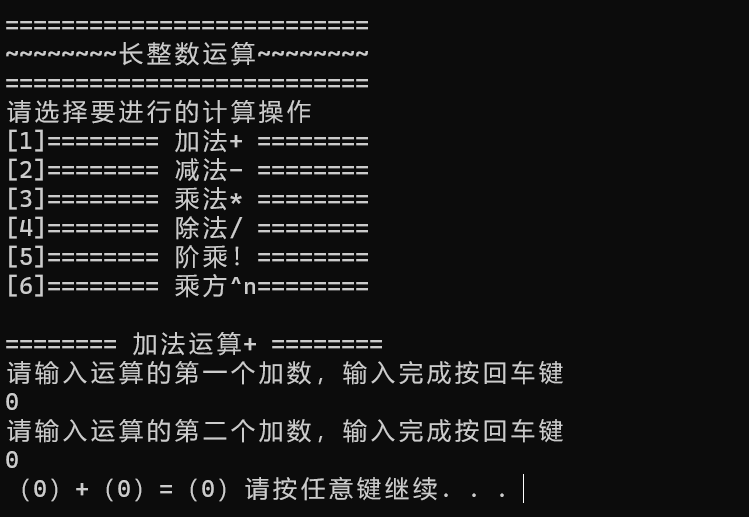 ==========================
~~~~~~~~长整数运算~~~~~~~~
==========================
请选择要进行的计算操作
[1]======== 加法+ ========
[2]======== 减法- ========
[3]======== 乘法* ========
[4]======== 除法/ ========
[5]======== 阶乘! ========
[6]======== 乘方^n========
======== 加法运算+ ========
请输入运算的第一个加数，输入完成按回车键
0
请输入运算的第二个加数，输入完成按回车键
0
（0）+（0）=（0）请按任意键继续. . .